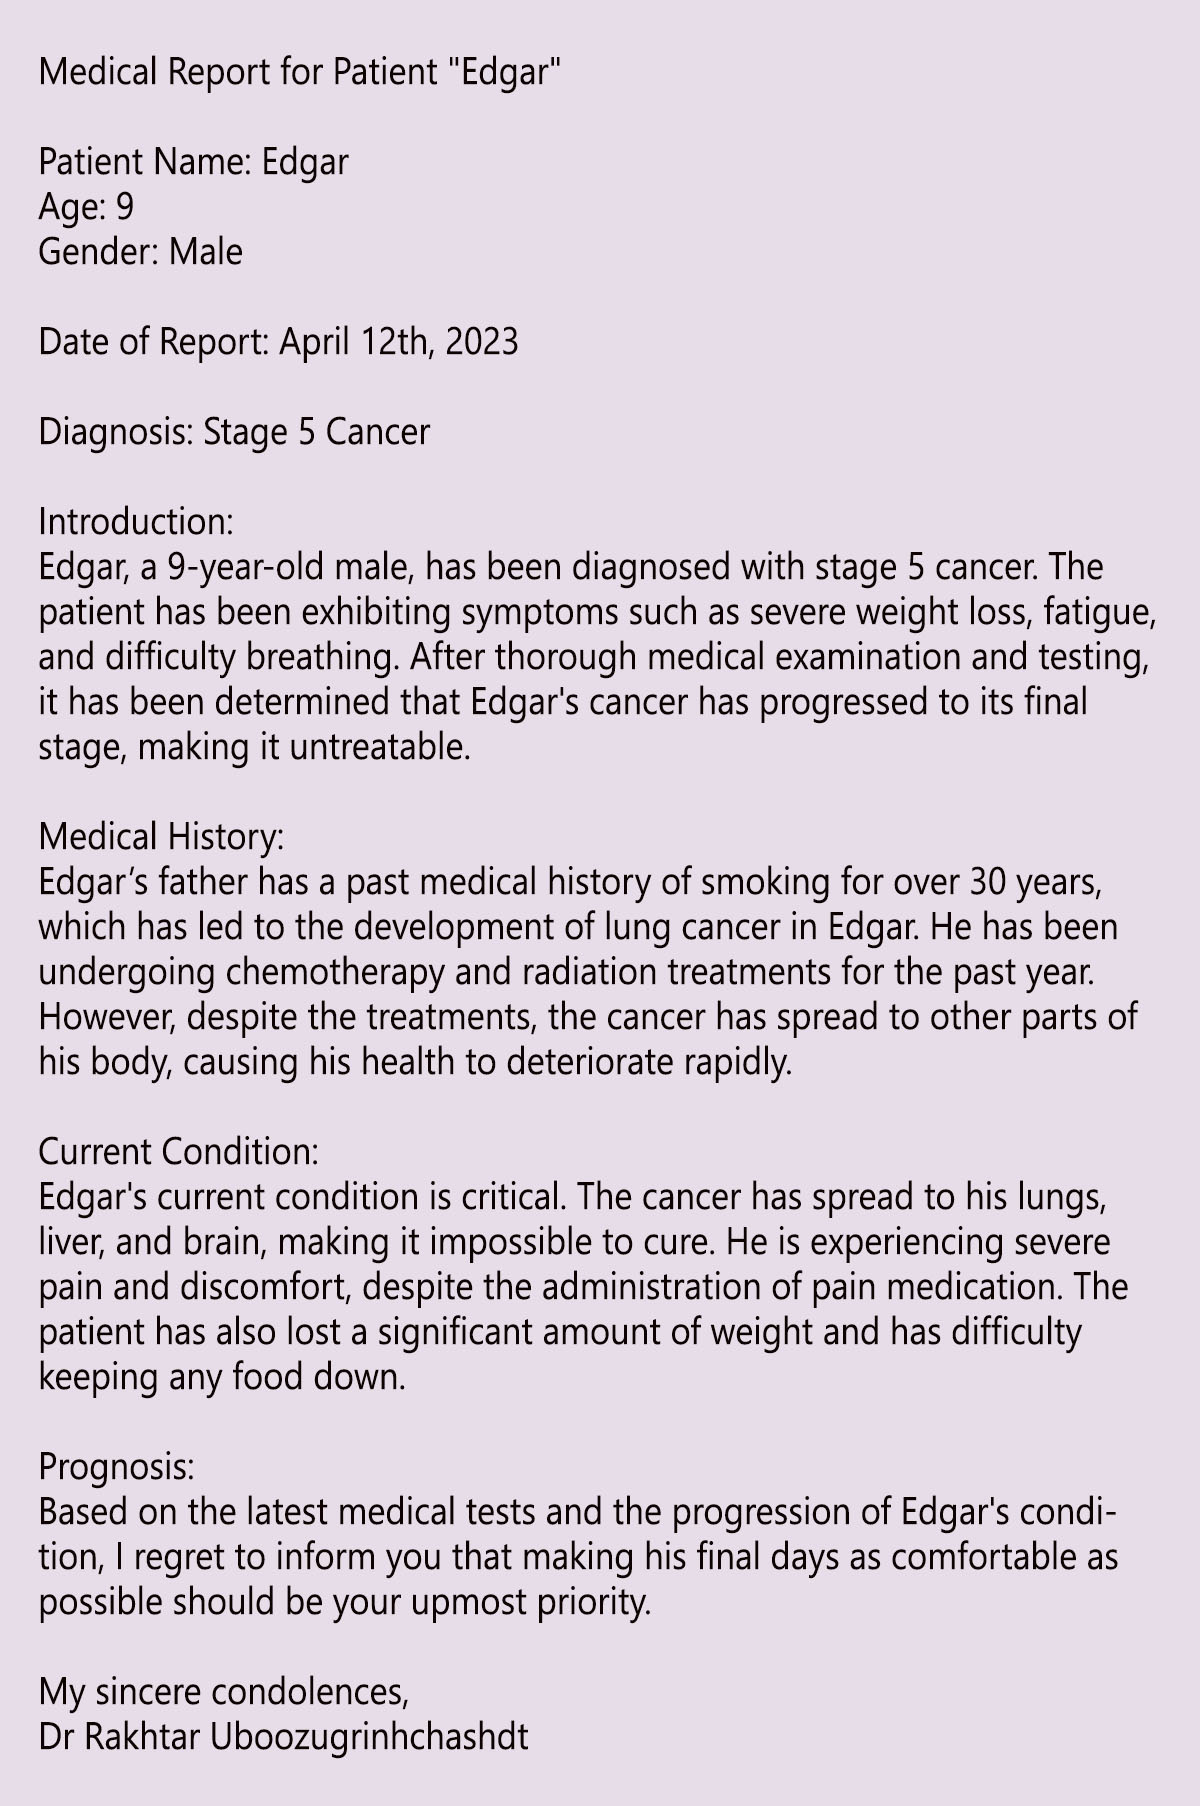 Medical Report for Patient "Edgar"
Patient Name: Edgar
Age: 9
Gender: Male
Date of Report: April 12th, 2023
Diagnosis: Stage 5 Cancer
Introduction:
Edgar, a 9-year-old male, has been diagnosed with stage 5 cancer. The
patient has been exhibiting symptoms such as severe weight loss, fatigue,
and difficulty breathing. After thorough medical examination and testing,
it has been determined that Edgar's cancer has progressed to its final
stage, making it untreatable.
Medical History:
Edgar’s father has a past medical history of smoking for over 30 years,
which has led to the development of lung cancer in Edgar. He has been
undergoing chemotherapy and radiation treatments for the past year.
However, despite the treatments, the cancer has spread to other parts of
his body, causing his health to deteriorate rapidly.
Current Condition:
Edgar's current condition is critical. The cancer has spread to his lungs,
liver, and brain, making it impossible to cure. He is experiencing severe
pain and discomfort, despite the administration of pain medication. The
patient has also lost a significant amount of weight and has difficulty
keeping any food down.
Prognosis:
Based on the latest medical tests and the progression of Edgar's condi-
tion, I regret to inform you that making his final days as comfortable as
possible should be your upmost priority.
My sincere condolences,
Dr Rakhtar Uboozugrinhchashdt